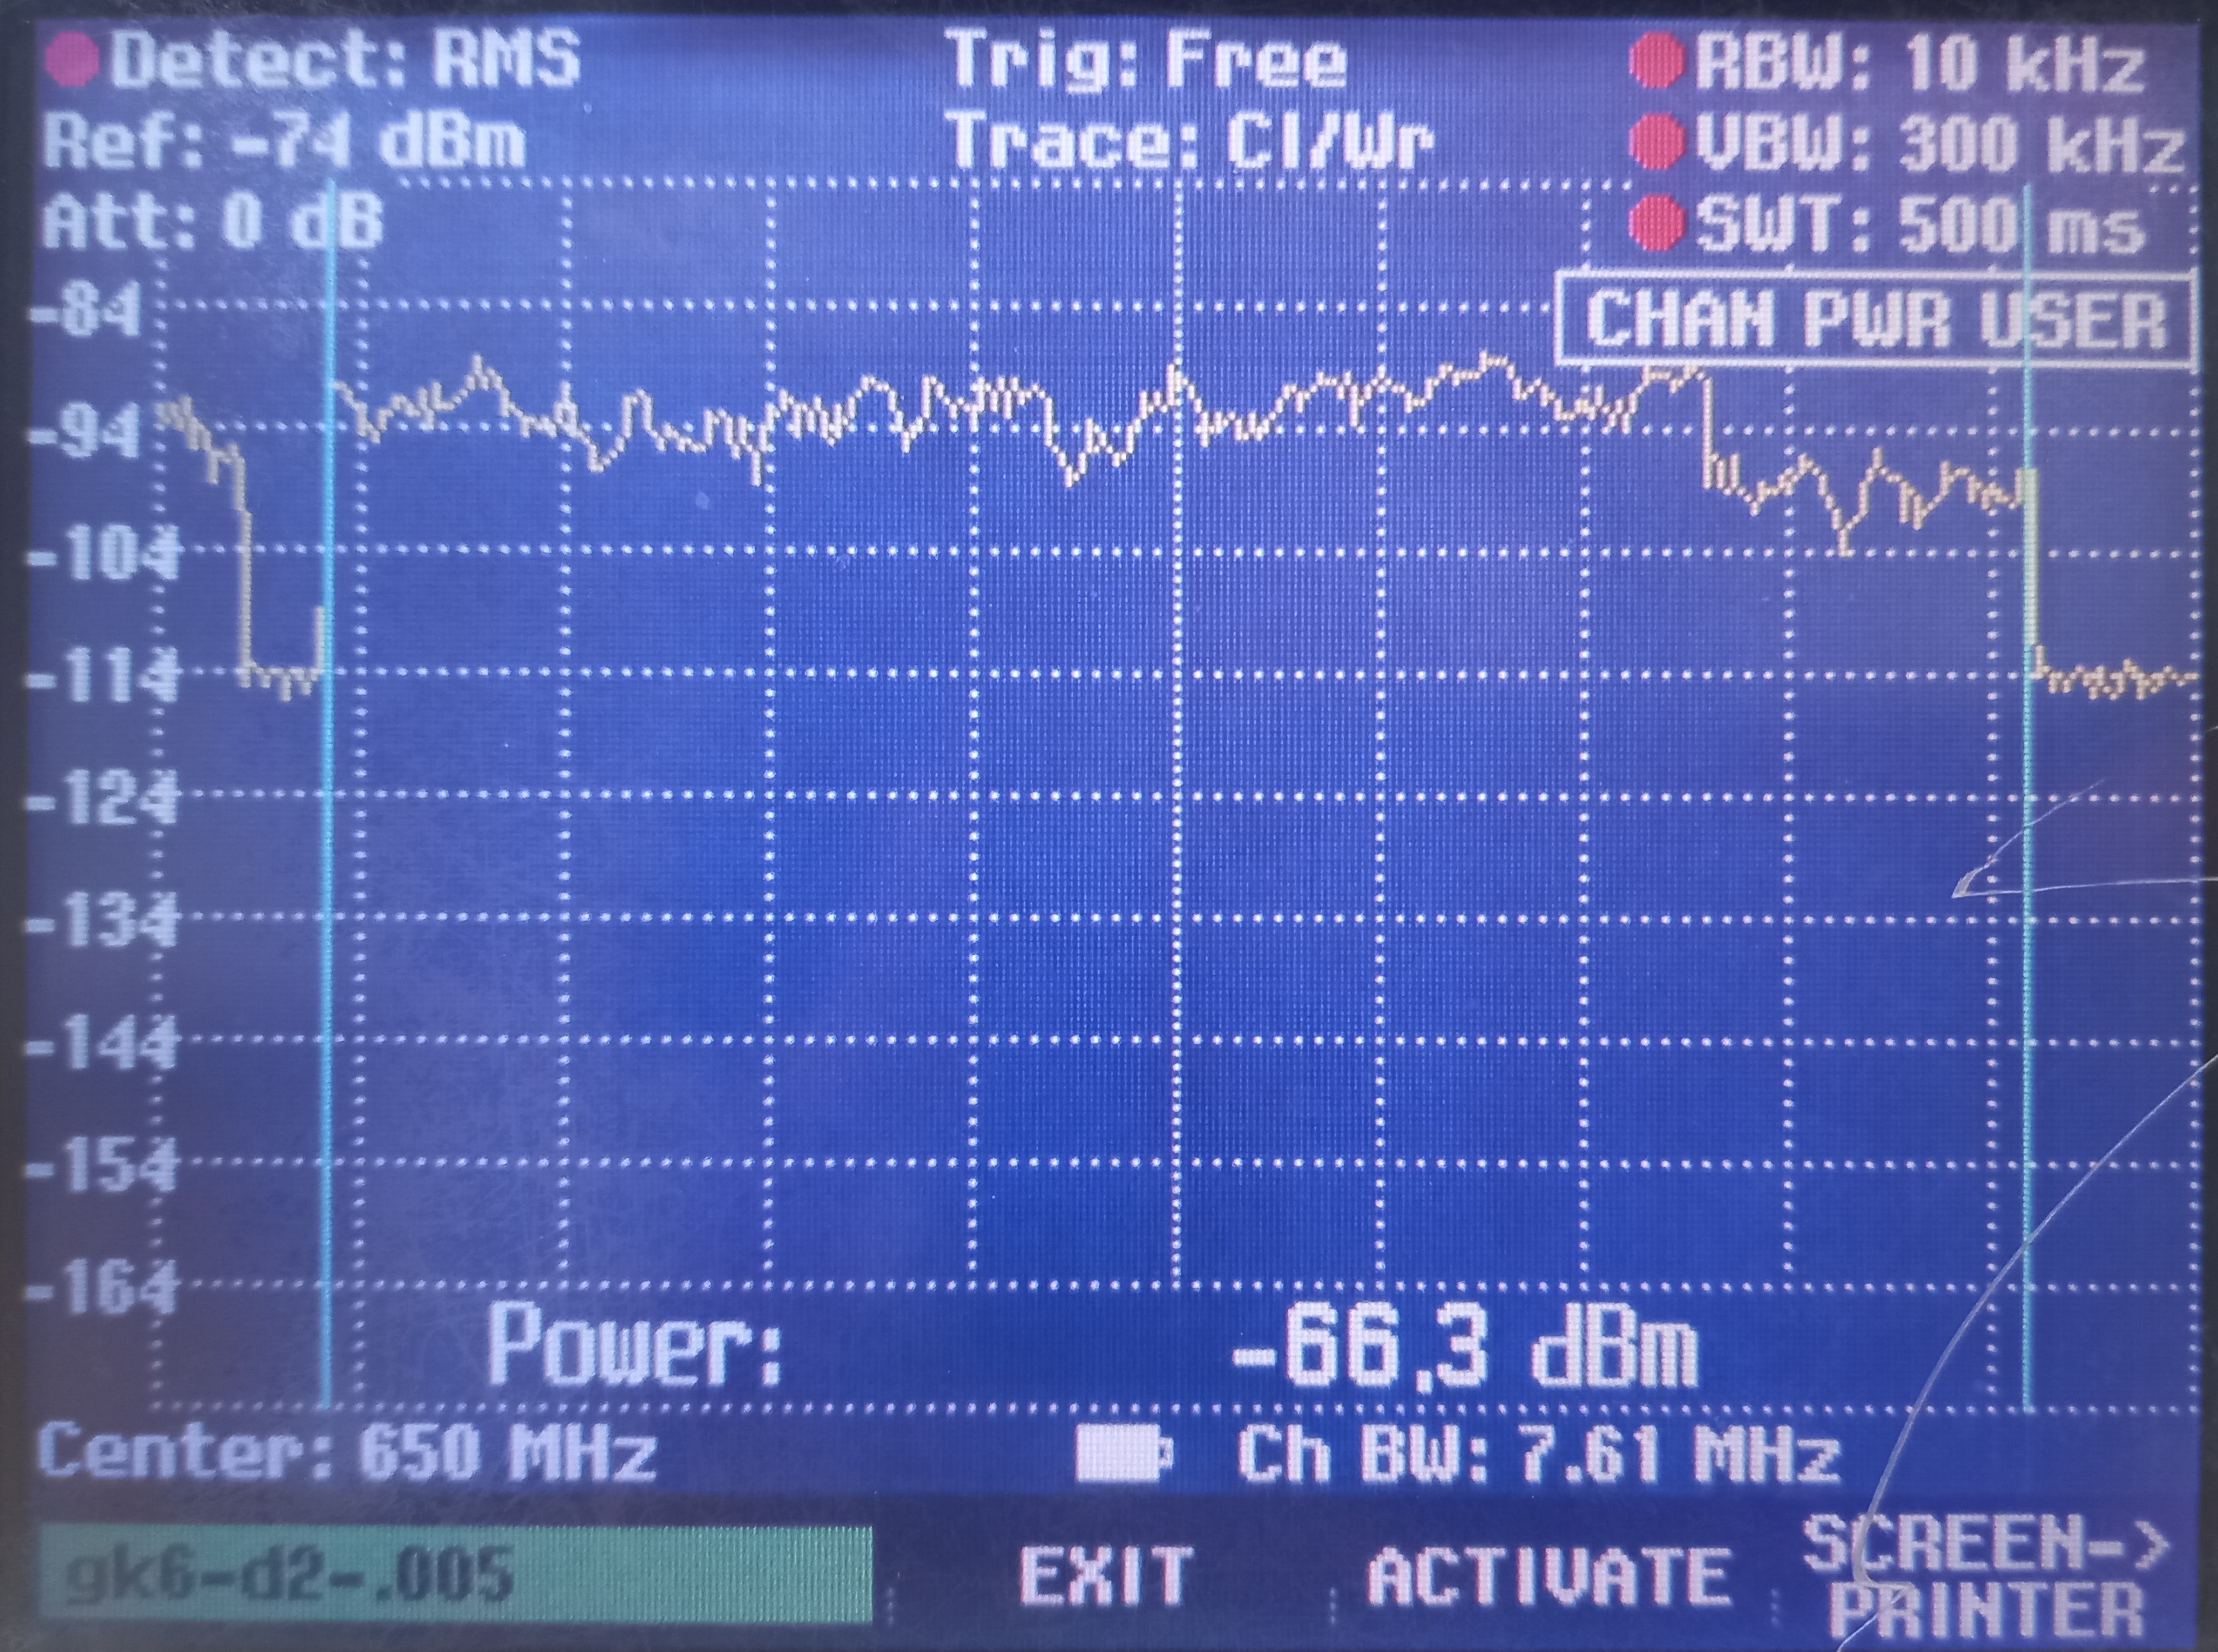 Detect: RMS Trig: Free RBW: 10 kHz
Ref: -74 dBm Trace: Cl/Wr VBW: 300 kHz
Att: 0 dB SWT: 500 ms
CHAN PWR USER
-84
-94
-104
-114
-124
-134
-144
-154
-164
Power: -66.3 dBm
Center: 650 MHz Ch BW: 7.61 MHz
gk6-d2-.005 EXIT ACTIVATE SCREEN->
PRINTER